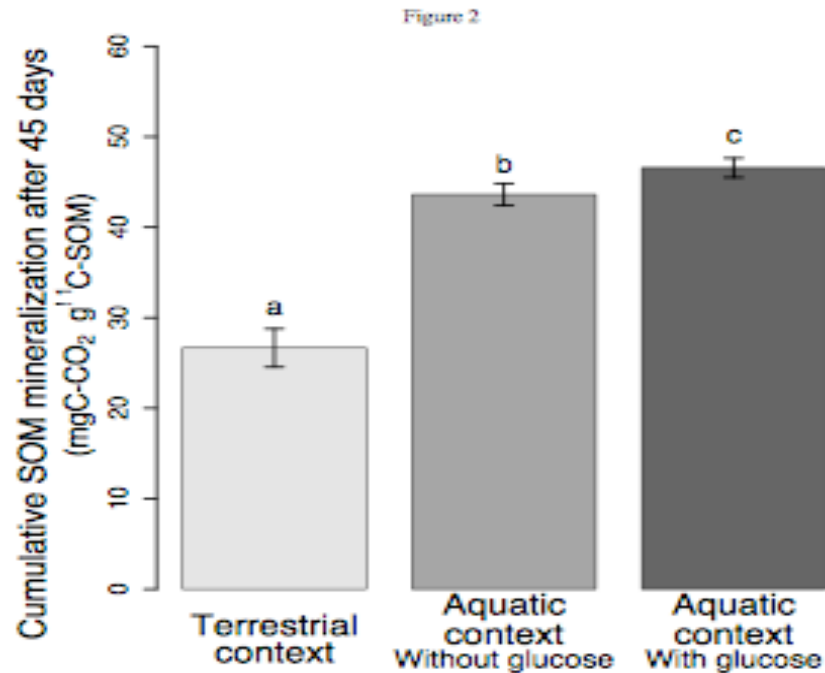 Figure 2
Cumulative SOM mineralization after 45 days
(mgC-CO₂ g¹¹C-SOM)
60
50
40
30
20
10
0
a
b
c
Terrestrial
context
Aquatic
context
Without glucose
Aquatic
context
With glucose